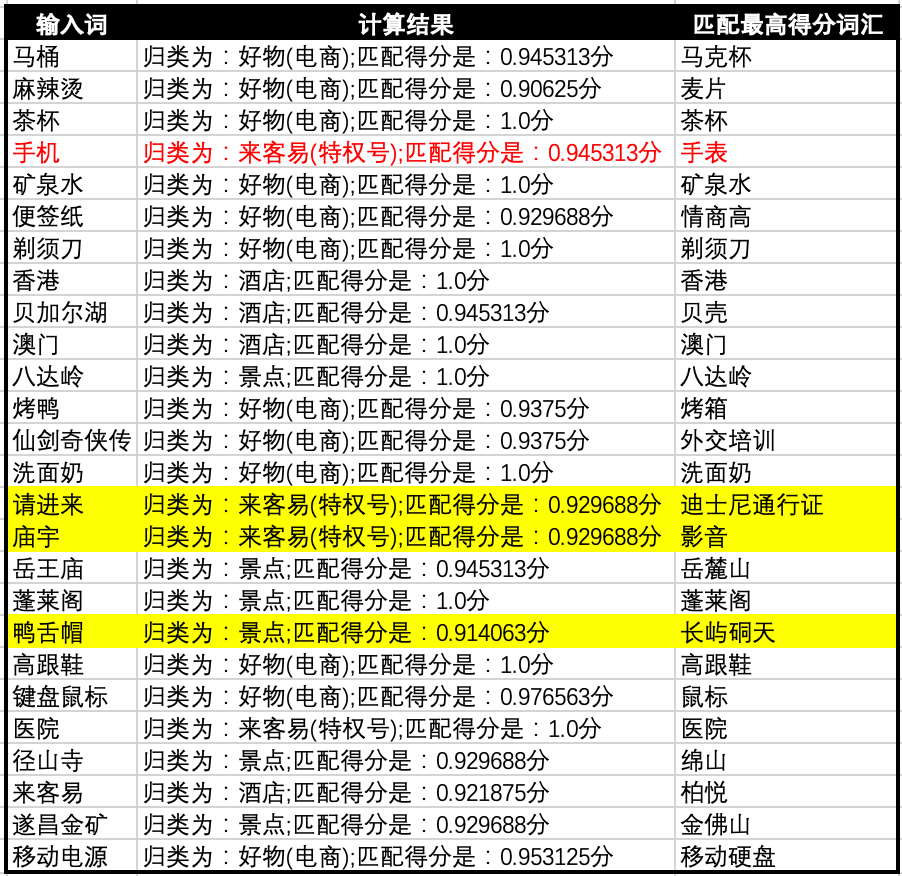 输入词 计算结果 匹配最高得分词汇
马桶 归类为：好物(电商);匹配得分是：0.945313分 马克杯
麻辣烫 归类为：好物(电商);匹配得分是：0.90625分 麦片
茶杯 归类为：好物(电商);匹配得分是：1.0分 茶杯
手机 归类为：来客易(特权号);匹配得分是：0.945313分 手表
矿泉水 归类为：好物(电商);匹配得分是：1.0分 矿泉水
便签纸 归类为：好物(电商);匹配得分是：0.929688分 情商高
剃须刀 归类为：好物(电商);匹配得分是：1.0分 剃须刀
香港 归类为：酒店;匹配得分是：1.0分 香港
贝加尔湖 归类为：酒店;匹配得分是：0.945313分 贝壳
澳门 归类为：酒店;匹配得分是：1.0分 澳门
八达岭 归类为：景点;匹配得分是：1.0分 八达岭
烤鸭 归类为：好物(电商);匹配得分是：0.9375分 烤箱
仙剑奇侠传 归类为：好物(电商);匹配得分是：0.9375分 外交培训
洗面奶 归类为：好物(电商);匹配得分是：1.0分 洗面奶
请进来 归类为：来客易(特权号);匹配得分是：0.929688分 迪士尼通行证
庙宇 归类为：来客易(特权号);匹配得分是：0.929688分 影音
岳王庙 归类为：景点;匹配得分是：0.945313分 岳麓山
蓬莱阁 归类为：景点;匹配得分是：1.0分 蓬莱阁
鸭舌帽 归类为：景点;匹配得分是：0.914063分 长屿硐天
高跟鞋 归类为：好物(电商);匹配得分是：1.0分 高跟鞋
键盘鼠标 归类为：好物(电商);匹配得分是：0.976563分 鼠标
医院 归类为：来客易(特权号);匹配得分是：1.0分 医院
径山寺 归类为：景点;匹配得分是：0.929688分 绵山
来客易 归类为：酒店;匹配得分是：0.921875分 柏悦
遂昌金矿 归类为：景点;匹配得分是：0.929688分 金佛山
移动电源 归类为：好物(电商);匹配得分是：0.953125分 移动硬盘